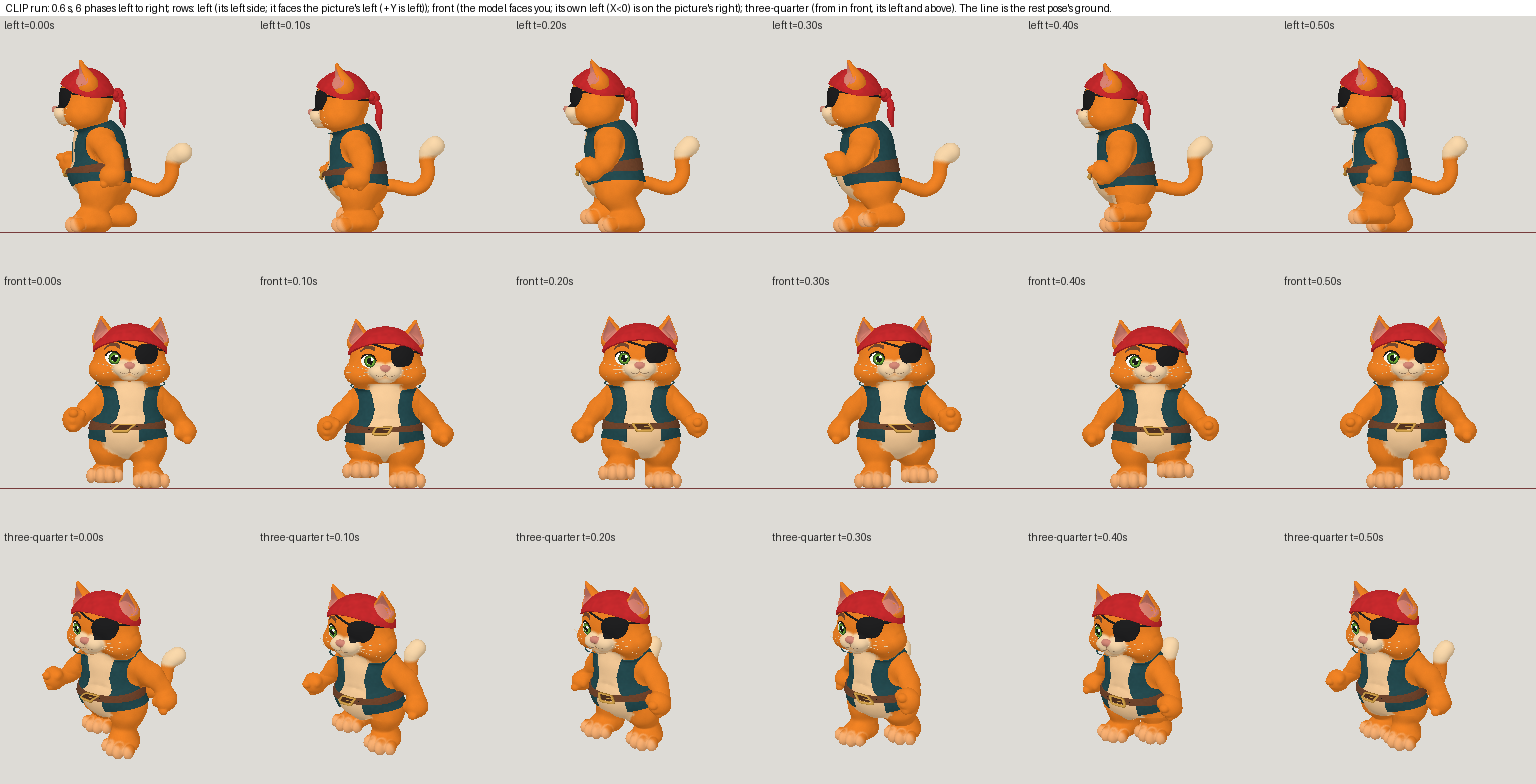 CLIP run: 0.6 s, 6 phases left to right; rows: left (its left side; it faces the picture's left (+Y is left)); front (the model faces you; its own left (X<0) is on the picture's right); three-quarter (from in front, its left and above). The line is the rest pose's ground.
left t=0.00s left t=0.10s left t=0.20s left t=0.30s left t=0.40s left t=0.50s
front t=0.00s front t=0.10s front t=0.20s front t=0.30s front t=0.40s front t=0.50s
three-quarter t=0.00s three-quarter t=0.10s three-quarter t=0.20s three-quarter t=0.30s three-quarter t=0.40s three-quarter t=0.50s